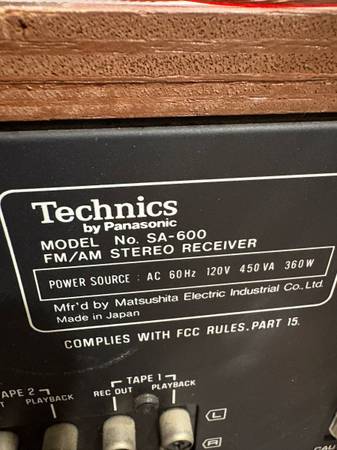 Technics
by Panasonic
MODEL No. SA-600
FM/AM STEREO RECEIVER
POWER SOURCE : AC 60Hz 120V 450VA 360W
Mfr'd by Matsushita Electric Industrial Co., Ltd.
Made in Japan
COMPLIES WITH FCC RULES. PART 15.
TAPE 1
TAPE 2
REC OUT PLAYBACK
PLAYBACK
L
R